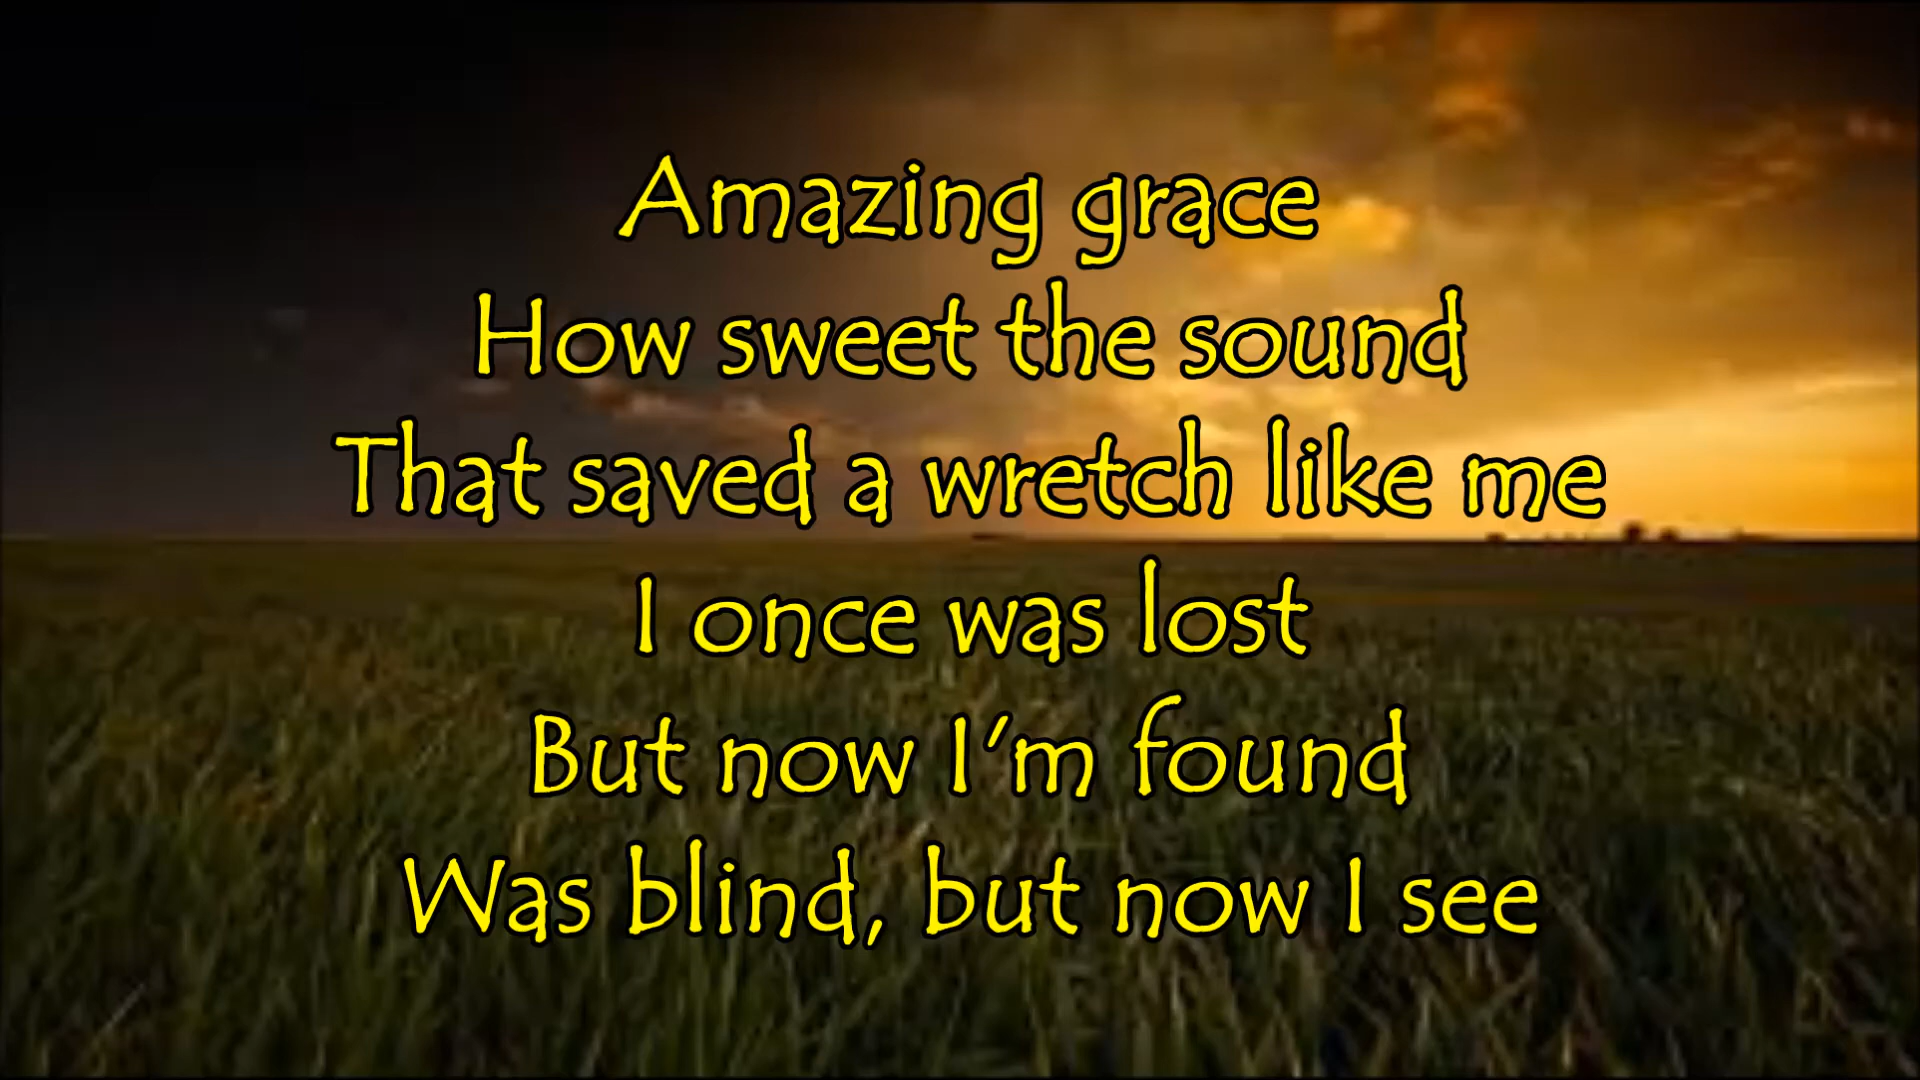 Amazing grace
How sweet the sound
That saved a wretch like me
I once was lost
But now I'm found
Was blind, but now I see